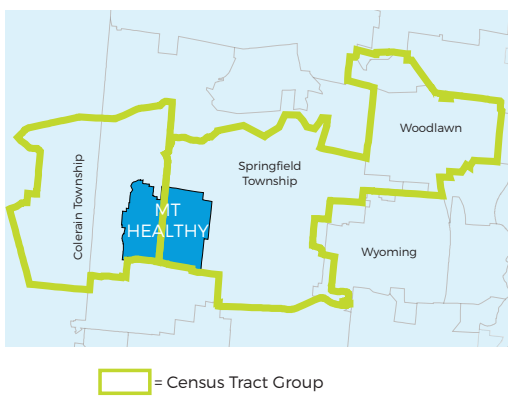 Woodlawn
Springfield
Township
Colerain Township
MT
HEALTHY
Wyoming
= Census Tract Group